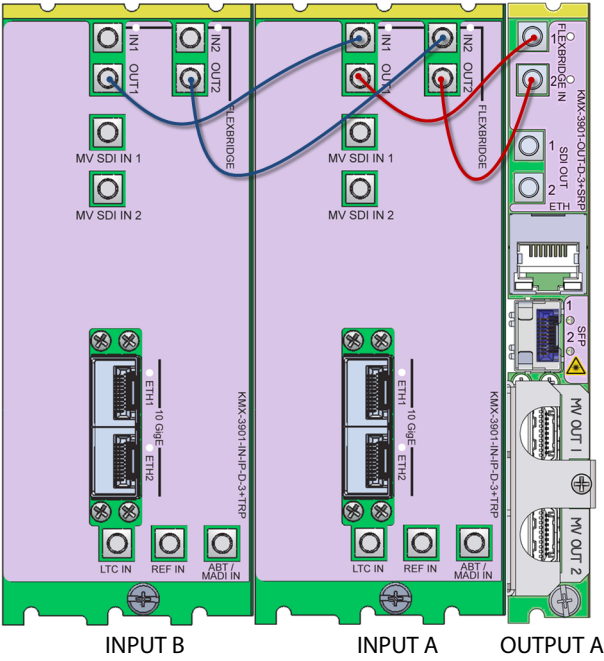 IN1
IN2
OUT1
OUT2
FLEXBRIDGE
MV SDI IN 1
MV SDI IN 2
ETH1
ETH2
10 GigE
KMX-3901-IN-IP-D-3+TRP
LTC IN
REF IN
ABT /
MADI IN
INPUT B
IN1
IN2
OUT1
OUT2
FLEXBRIDGE
MV SDI IN 1
MV SDI IN 2
ETH1
ETH2
10 GigE
KMX-3901-IN-IP-D-3+TRP
LTC IN
REF IN
ABT /
MADI IN
INPUT A
1
2
FLEXBRIDGE IN
KMX-3901-OUT-D-3+SRP
1
2
SDI OUT
ETH
1
2
SFP
MV OUT 1
MV OUT 2
OUTPUT A